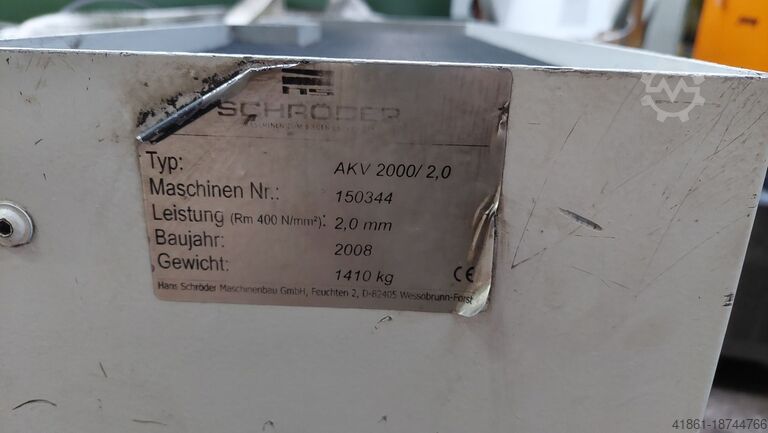 SCHRÖDER
Typ: AKV 2000/ 2,0
Maschinen Nr.: 150344
Leistung (Rm 400 N/mm²): 2,0 mm
Baujahr: 2008
Gewicht: 1410 kg CE
Hans Schröder Maschinenbau GmbH, Feuchten 2, D-82405 Wessobrunn-Forst
41861-18744766